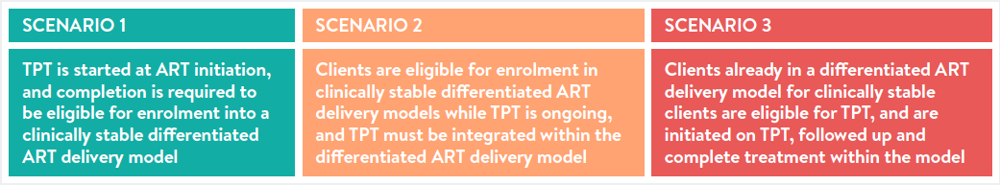 SCENARIO 1
TPT is started at ART initiation,
and completion is required to
be eligible for enrolment into a
clinically stable differentiated
ART delivery model
SCENARIO 2
Clients are eligible for enrolment in
clinically stable differentiated ART
delivery models while TPT is ongoing,
and TPT must be integrated within the
differentiated ART delivery model
SCENARIO 3
Clients already in a differentiated ART
delivery model for clinically stable
clients are eligible for TPT, and are
initiated on TPT, followed up and
complete treatment within the model